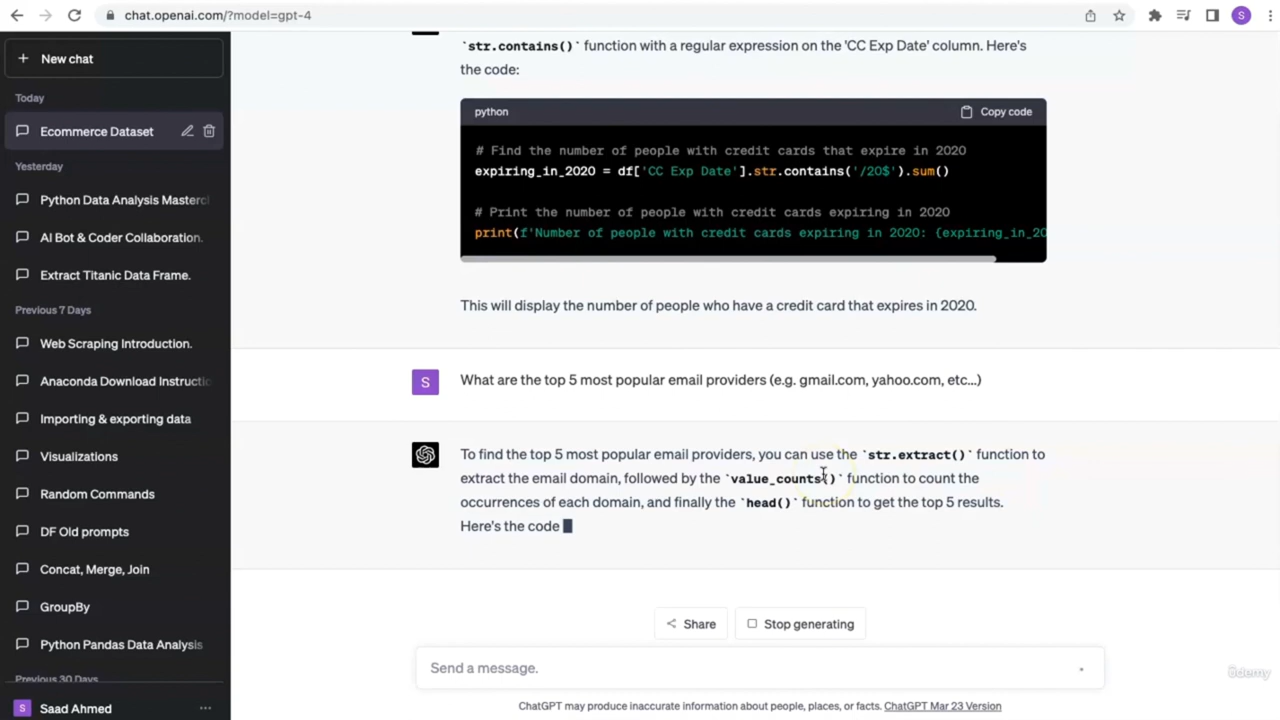 chat.openai.com/?model=gpt-4
S
New chat
Today
Ecommerce Dataset
Yesterday
Python Data Analysis Mastercl
AI Bot & Coder Collaboration.
Extract Titanic Data Frame.
Previous 7 Days
Web Scraping Introduction.
Anaconda Download Instructio
Importing & exporting data
Visualizations
Random Commands
DF Old prompts
Concat, Merge, Join
GroupBy
Python Pandas Data Analysis
Previous 30 Days
S
Saad Ahmed
`str.contains()` function with a regular expression on the 'CC Exp Date' column. Here's
the code:
python
Copy code
# Find the number of people with credit cards that expire in 2020
expiring_in_2020 = df['CC Exp Date'].str.contains('/20$').sum()
# Print the number of people with credit cards expiring in 2020
print(f'Number of people with credit cards expiring in 2020: {expiring_in_20
This will display the number of people who have a credit card that expires in 2020.
S
What are the top 5 most popular email providers (e.g. gmail.com, yahoo.com, etc...)
To find the top 5 most popular email providers, you can use the `str.extract()` function to
extract the email domain, followed by the `value_counts()` function to count the
occurrences of each domain, and finally the `head()` function to get the top 5 results.
Here's the code
Share
Stop generating
Send a message.
ChatGPT may produce inaccurate information about people, places, or facts. ChatGPT Mar 23 Version
ûdemy